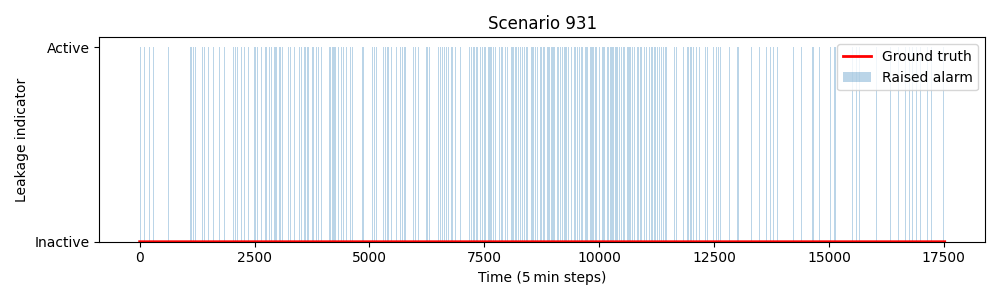 Scenario 931
Active
Inactive
Leakage indicator
Ground truth
Raised alarm
0 2500 5000 7500 10000 12500 15000 17500
Time (5 min steps)